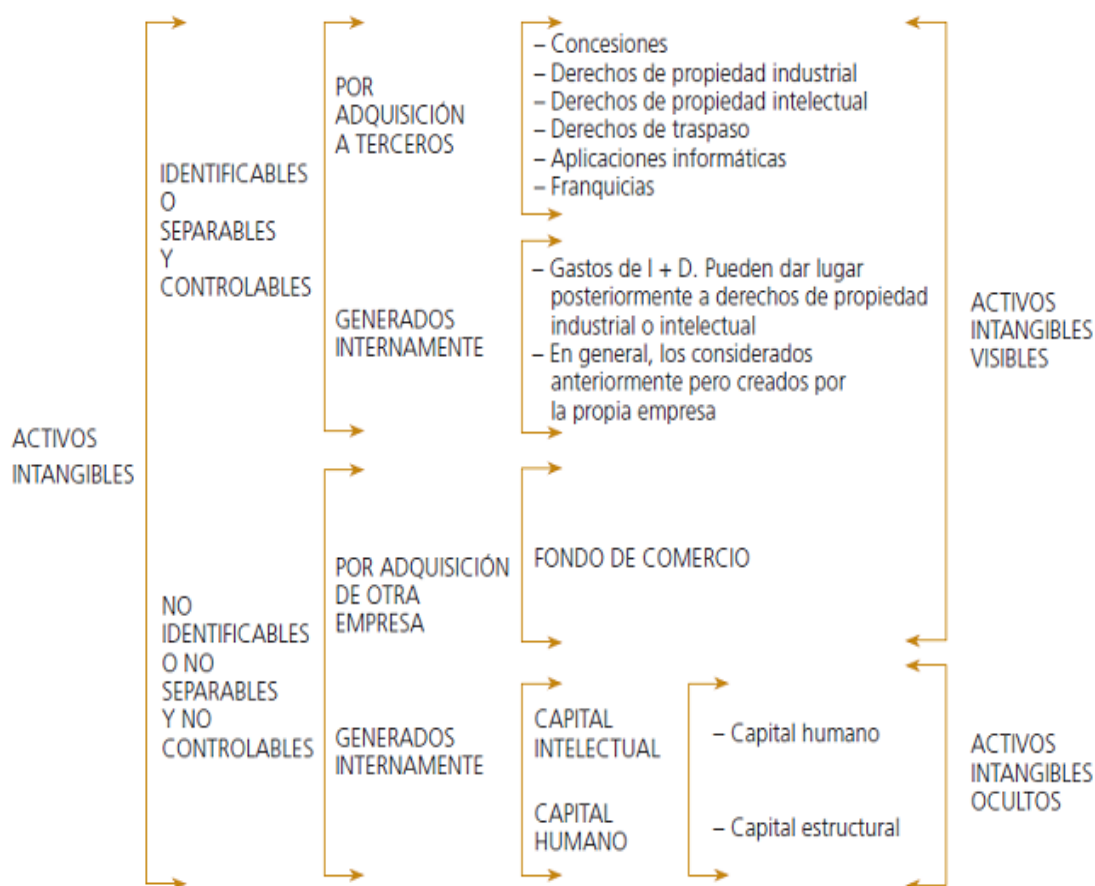 ACTIVOS
INTANGIBLES
IDENTIFICABLES
O
SEPARABLES
Y
CONTROLABLES
POR
ADQUISICIÓN
A TERCEROS
– Concesiones
– Derechos de propiedad industrial
– Derechos de propiedad intelectual
– Derechos de traspaso
– Aplicaciones informáticas
– Franquicias
GENERADOS
INTERNAMENTE
– Gastos de I + D. Pueden dar lugar
posteriormente a derechos de propiedad
industrial o intelectual
– En general, los considerados
anteriormente pero creados por
la propia empresa
ACTIVOS
INTANGIBLES
VISIBLES
NO
IDENTIFICABLES
O NO
SEPARABLES
Y NO
CONTROLABLES
POR ADQUISICIÓN
DE OTRA
EMPRESA
FONDO DE COMERCIO
GENERADOS
INTERNAMENTE
CAPITAL
INTELECTUAL
CAPITAL
HUMANO
– Capital humano
– Capital estructural
ACTIVOS
INTANGIBLES
OCULTOS